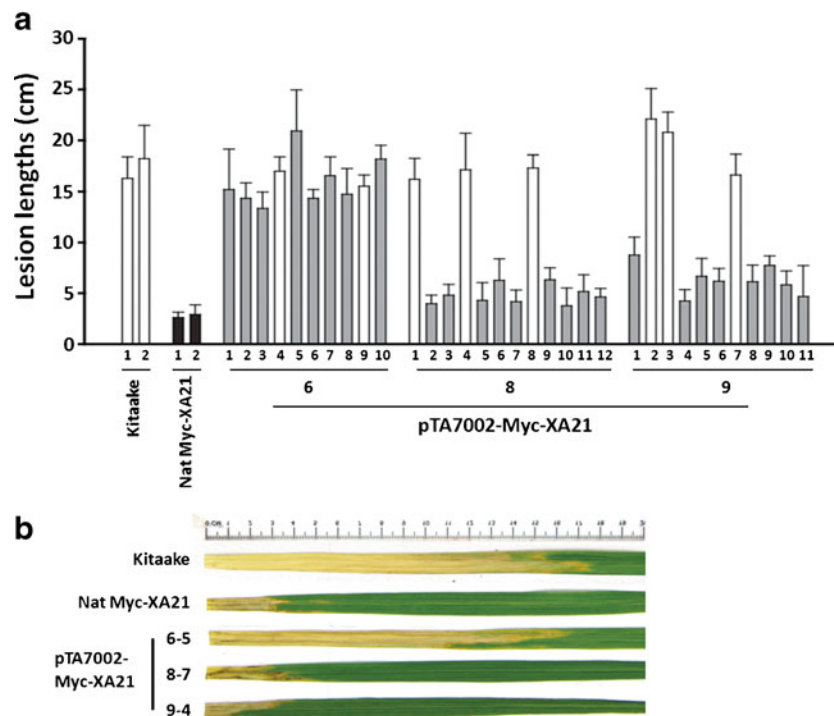 a
30
25
20
15
10
5
0
Lesion lengths (cm)
1 2
1 2
1 2 3 4 5 6 7 8 9 10
1 2 3 4 5 6 7 8 9 10 11 12
1 2 3 4 5 6 7 8 9 10 11
Kitaake
Nat Myc-XA21
6
8
9
pTA7002-Myc-XA21
b
Kitaake
Nat Myc-XA21
6-5
pTA7002-
Myc-XA21
8-7
9-4